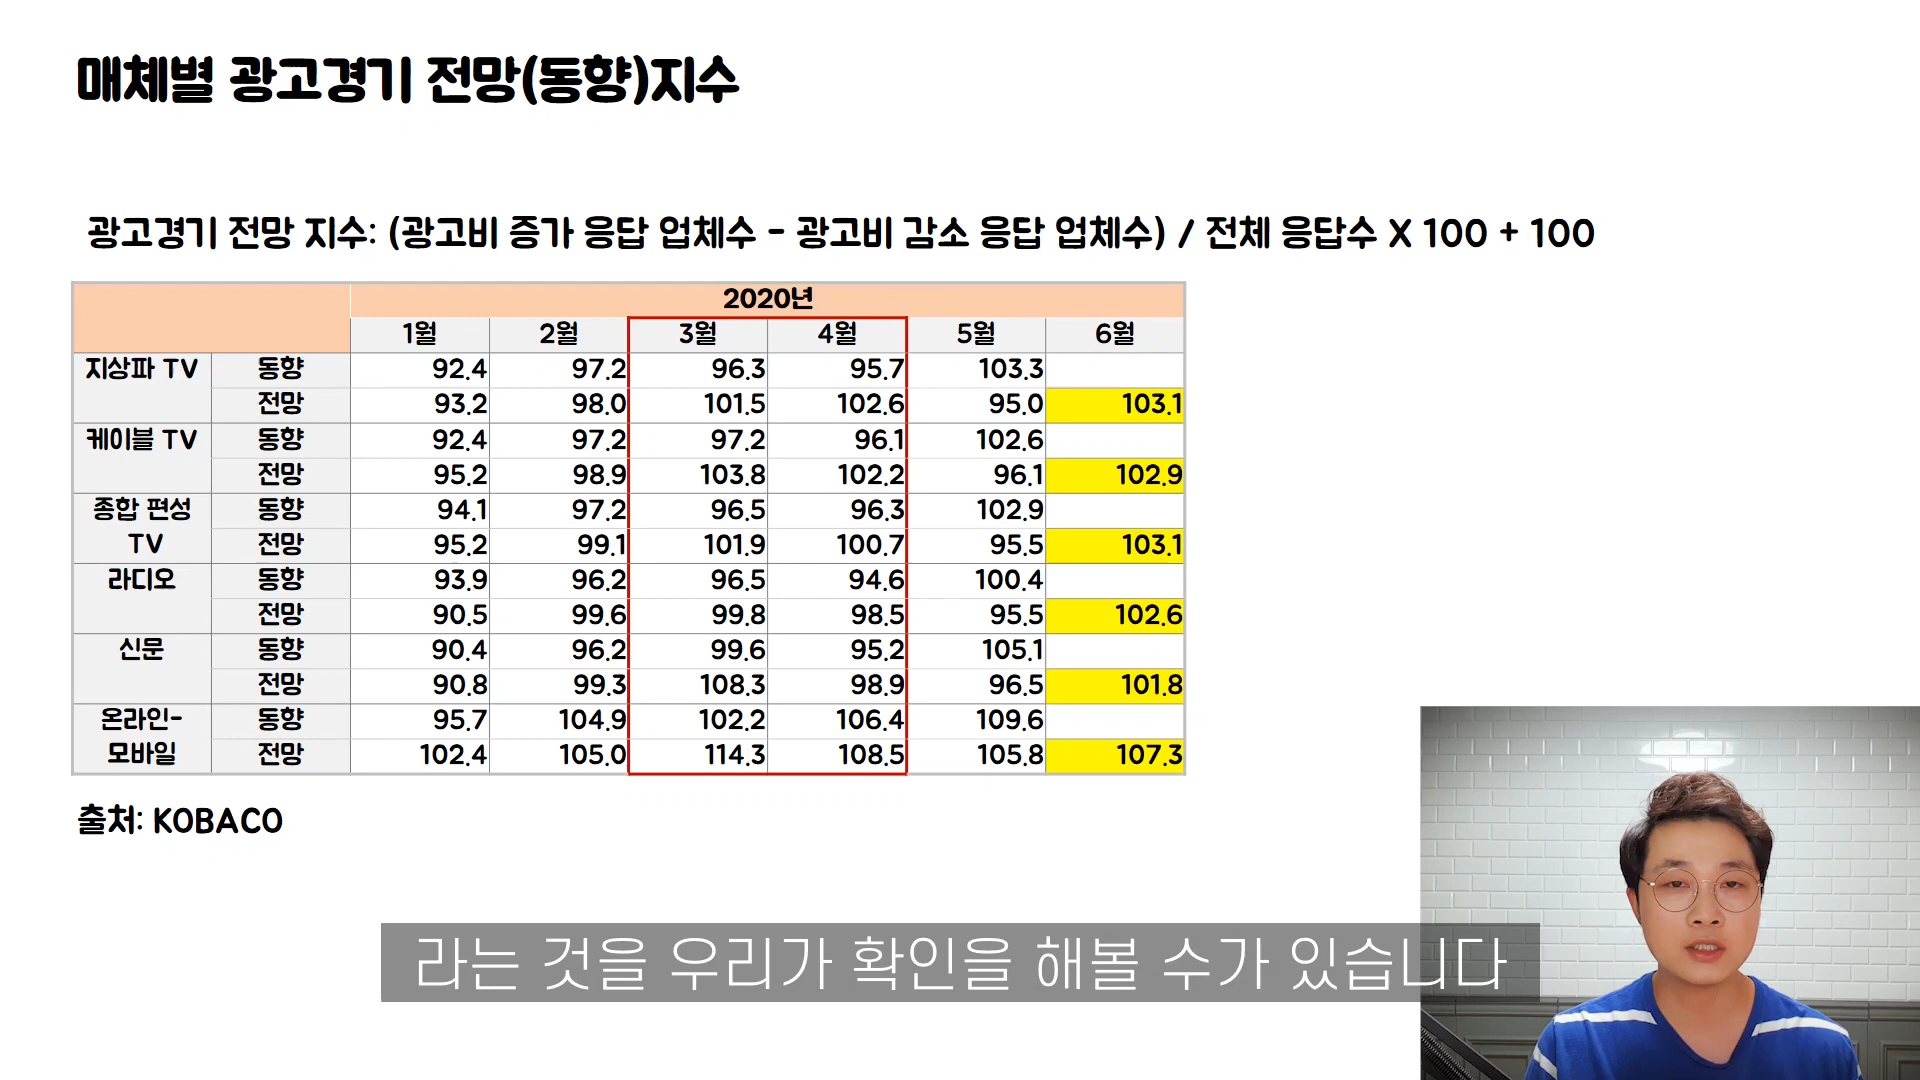 매체별 광고경기 전망(동향)지수
광고경기 전망 지수: (광고비 증가 응답 업체수 - 광고비 감소 응답 업체수) / 전체 응답수 X 100 + 100
2020년
1월 2월 3월 4월 5월 6월
지상파 TV 동향 92.4 97.2 96.3 95.7 103.3
전망 93.2 98.0 101.5 102.6 95.0 103.1
케이블 TV 동향 92.4 97.2 97.2 96.1 102.6
전망 95.2 98.9 103.8 102.2 96.1 102.9
종합 편성 동향 94.1 97.2 96.5 96.3 102.9
TV 전망 95.2 99.1 101.9 100.7 95.5 103.1
라디오 동향 93.9 96.2 96.5 94.6 100.4
전망 90.5 99.6 99.8 98.5 95.5 102.6
신문 동향 90.4 96.2 99.6 95.2 105.1
전망 90.8 99.3 108.3 98.9 96.5 101.8
온라인- 동향 95.7 104.9 102.2 106.4 109.6
모바일 전망 102.4 105.0 114.3 108.5 105.8 107.3
출처: KOBACO
라는 것을 우리가 확인을 해볼 수가 있습니다